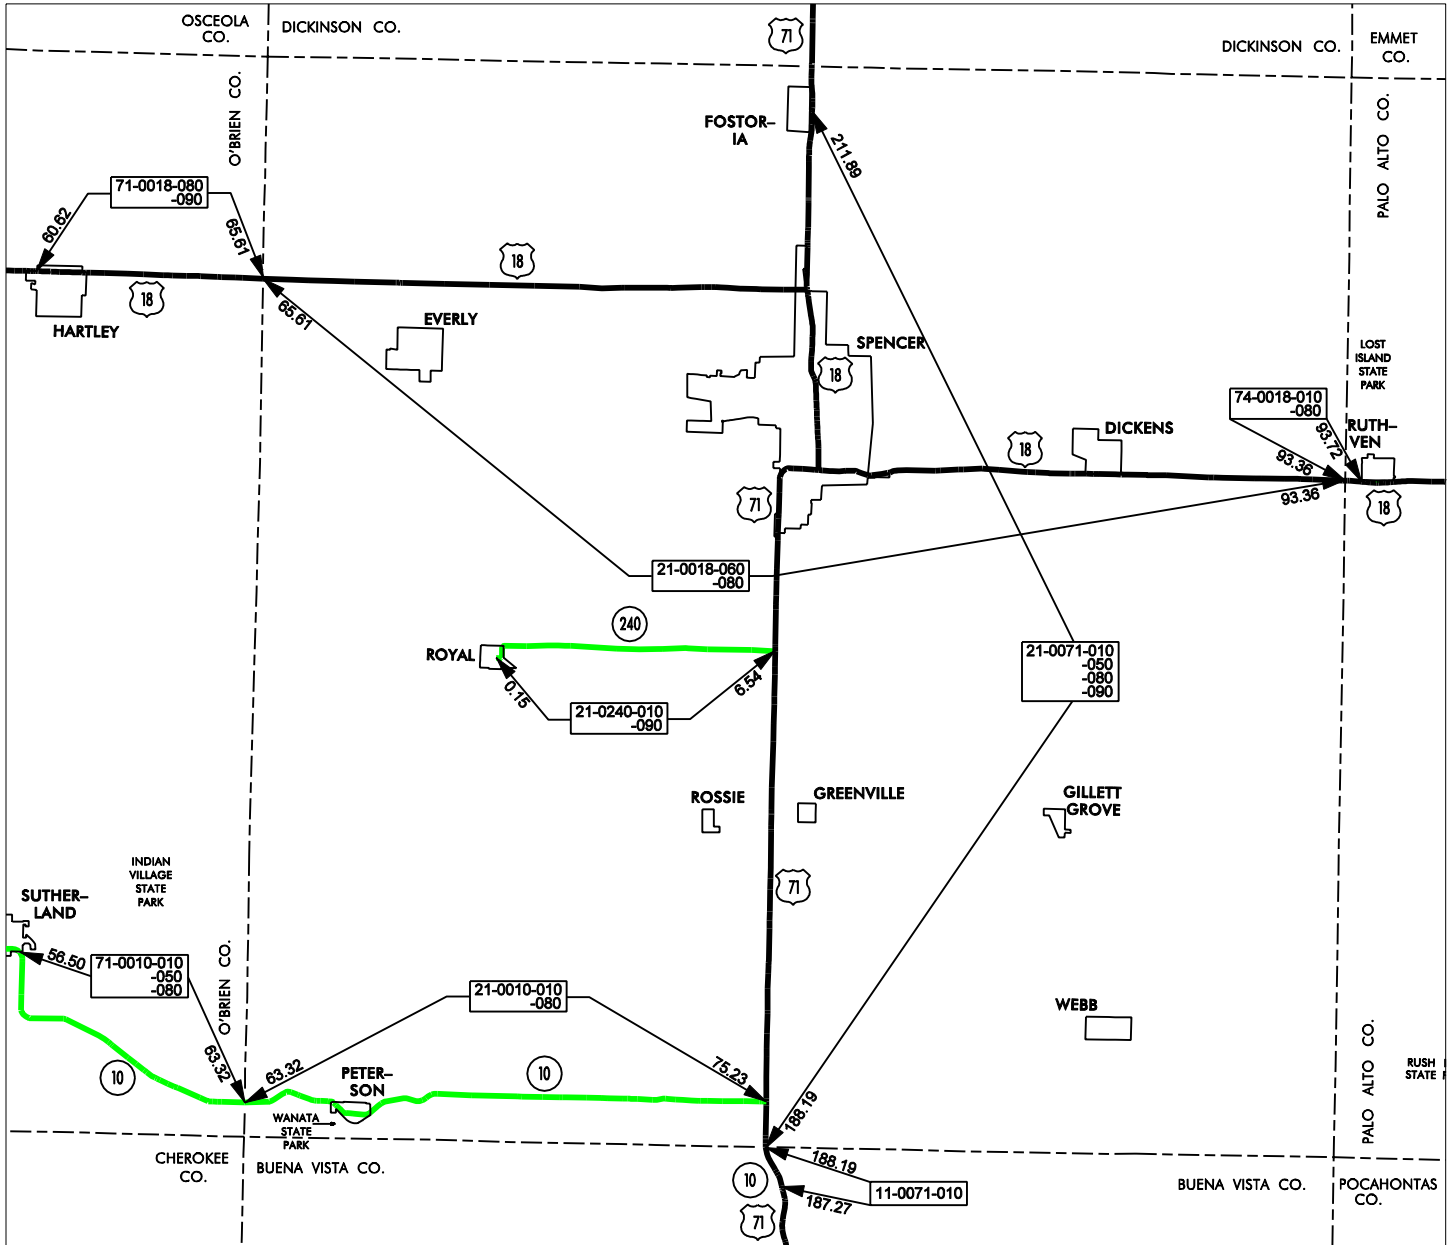 OSCEOLA
CO.
DICKINSON CO.
71
DICKINSON CO.
EMMET
CO.
O'BRIEN CO.
FOSTOR-
IA
211.89
PALO ALTO CO.
71-0018-080
-090
60.62
65.61
18
18
HARTLEY
65.61
EVERLY
SPENCER
18
LOST
ISLAND
STATE
PARK
74-0018-010
-080
93.72
93.36
RUTH-
VEN
DICKENS
18
71
93.36
18
21-0018-060
-080
240
ROYAL
0.15
6.54
21-0240-010
-090
21-0071-010
-050
-080
-090
ROSSIE
GREENVILLE
GILLETT
GROVE
71
INDIAN
VILLAGE
STATE
PARK
SUTHER-
LAND
56.50
71-0010-010
-050
-080
O'BRIEN CO.
63.32
21-0010-010
-080
WEBB
10
63.32
PETER-
SON
10
75.23
188.19
PALO ALTO CO.
RUSH
STATE
WANATA
STATE
PARK
CHEROKEE
CO.
BUENA VISTA CO.
10
188.19
187.27
11-0071-010
71
BUENA VISTA CO.
POCAHONTAS
CO.